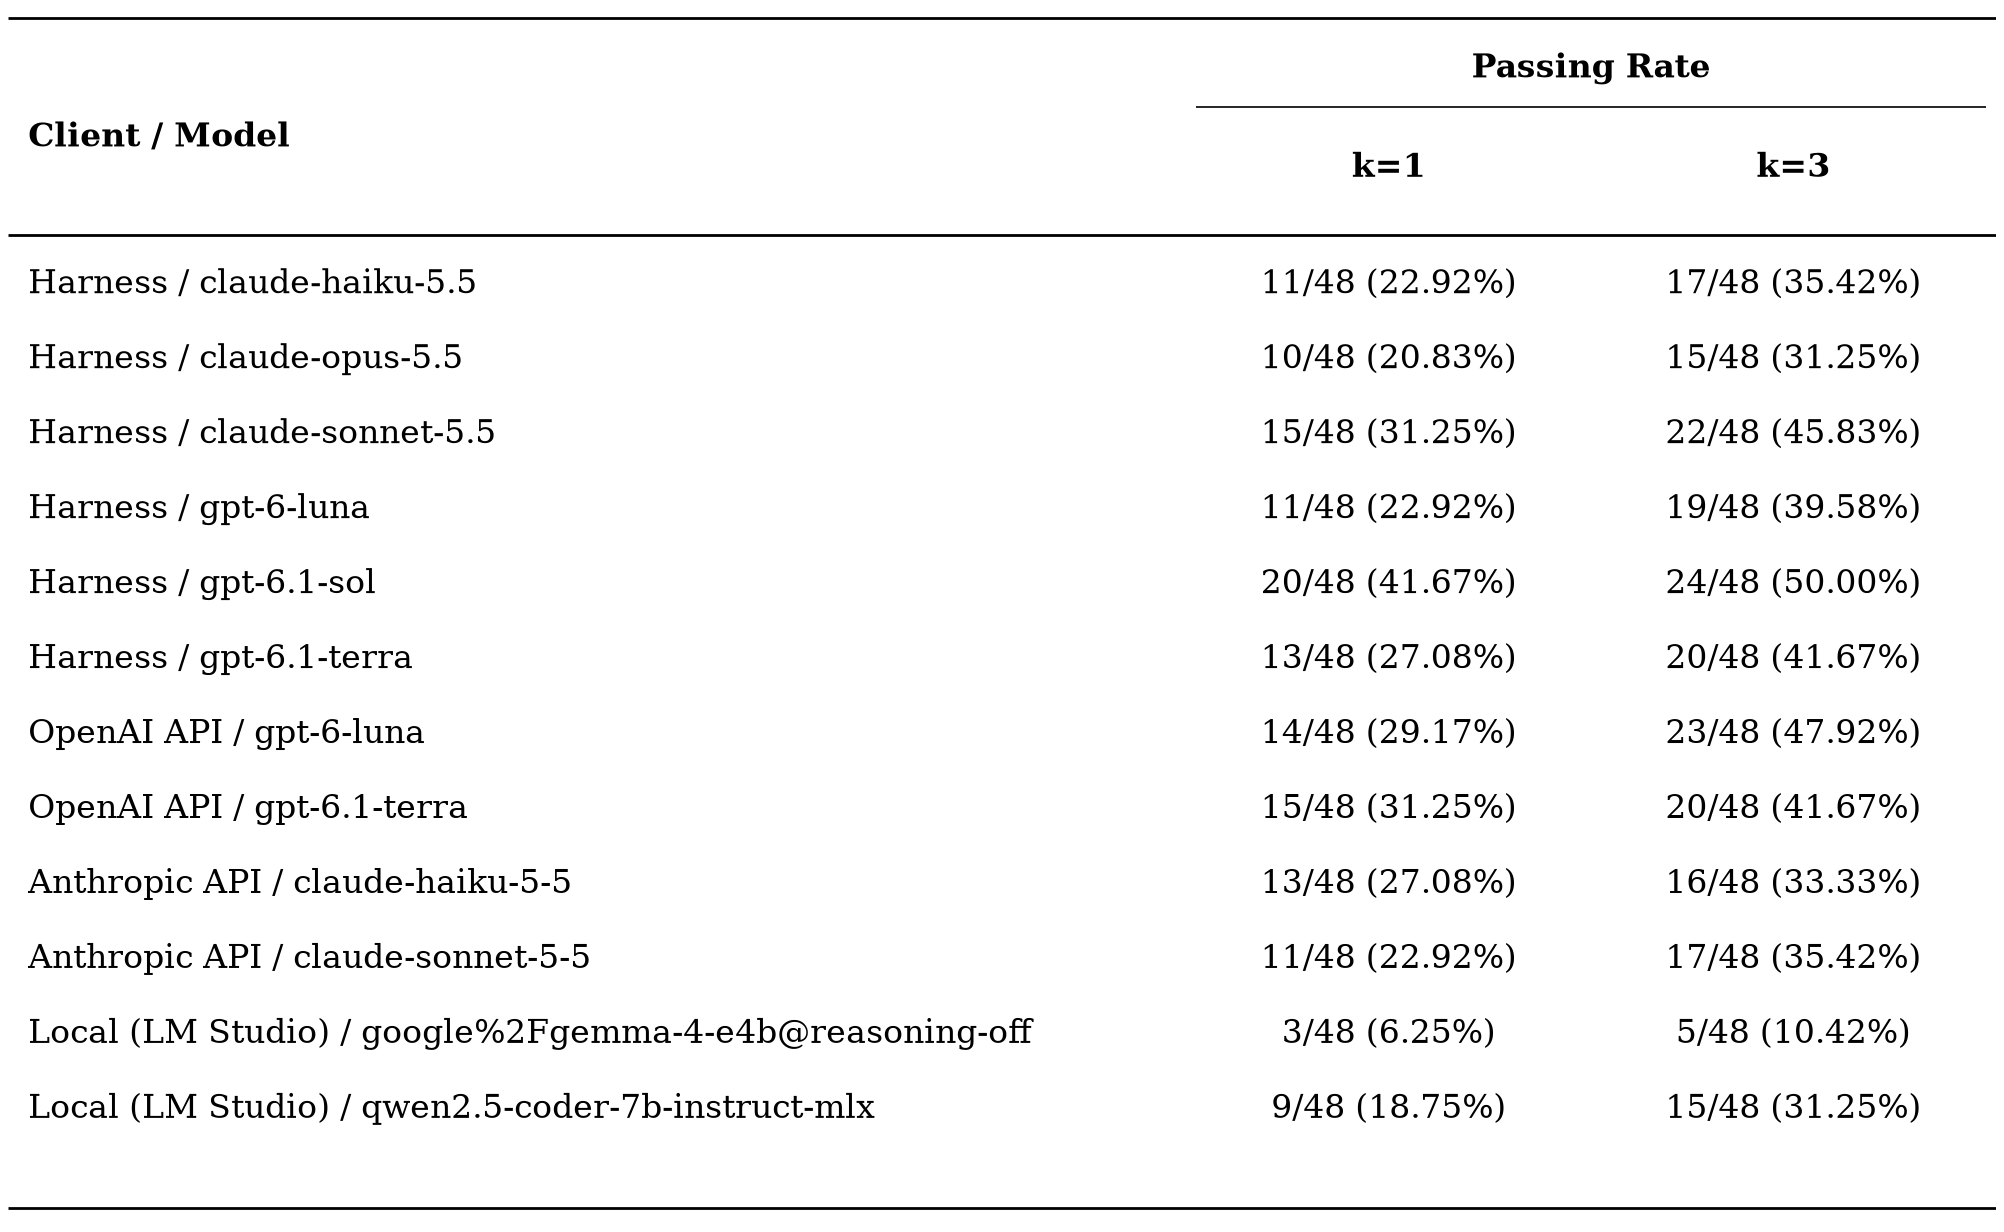 Passing Rate
Client / Model
k=1 k=3
Harness / claude-haiku-5.5 11/48 (22.92%) 17/48 (35.42%)
Harness / claude-opus-5.5 10/48 (20.83%) 15/48 (31.25%)
Harness / claude-sonnet-5.5 15/48 (31.25%) 22/48 (45.83%)
Harness / gpt-6-luna 11/48 (22.92%) 19/48 (39.58%)
Harness / gpt-6.1-sol 20/48 (41.67%) 24/48 (50.00%)
Harness / gpt-6.1-terra 13/48 (27.08%) 20/48 (41.67%)
OpenAI API / gpt-6-luna 14/48 (29.17%) 23/48 (47.92%)
OpenAI API / gpt-6.1-terra 15/48 (31.25%) 20/48 (41.67%)
Anthropic API / claude-haiku-5-5 13/48 (27.08%) 16/48 (33.33%)
Anthropic API / claude-sonnet-5-5 11/48 (22.92%) 17/48 (35.42%)
Local (LM Studio) / google%2Fgemma-4-e4b@reasoning-off 3/48 (6.25%) 5/48 (10.42%)
Local (LM Studio) / qwen2.5-coder-7b-instruct-mlx 9/48 (18.75%) 15/48 (31.25%)